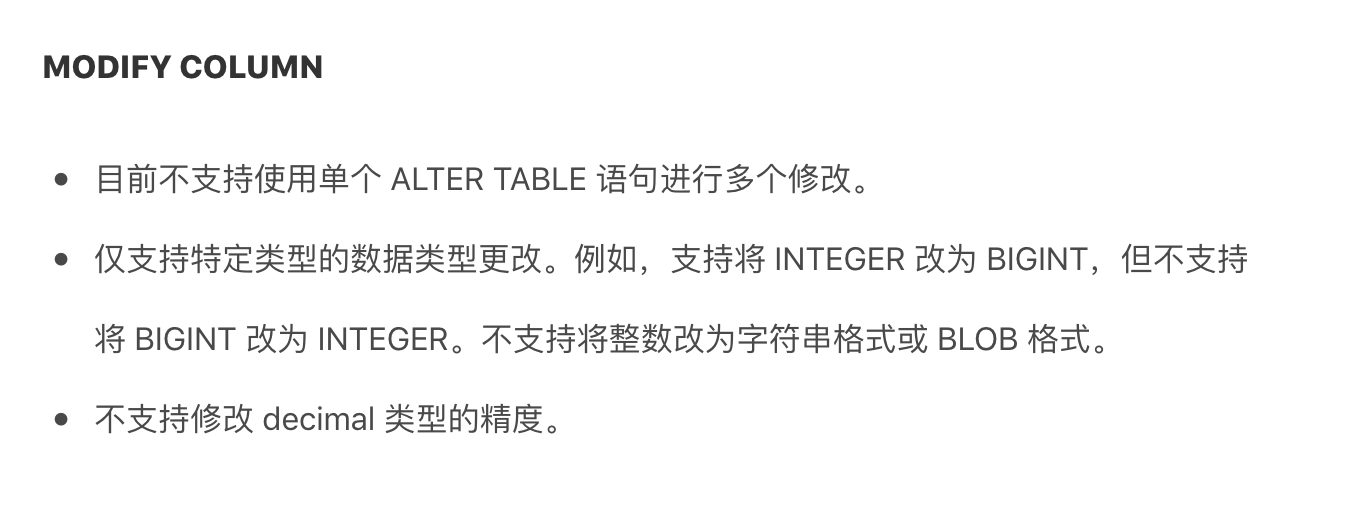 MODIFY COLUMN
• 目前不支持使用单个 ALTER TABLE 语句进行多个修改。
• 仅支持特定类型的数据类型更改。例如，支持将 INTEGER 改为 BIGINT，但不支持
将 BIGINT 改为 INTEGER。不支持将整数改为字符串格式或 BLOB 格式。
• 不支持修改 decimal 类型的精度。